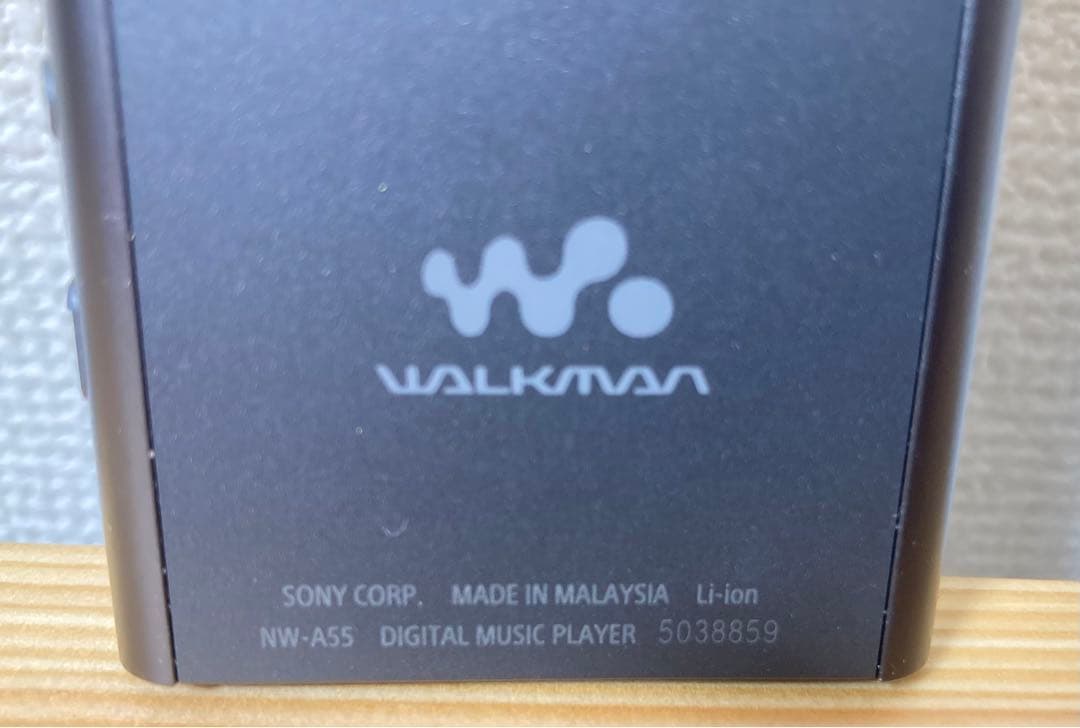 WALKMAN
SONY CORP. MADE IN MALAYSIA Li-ion
NW-A55 DIGITAL MUSIC PLAYER 5038859